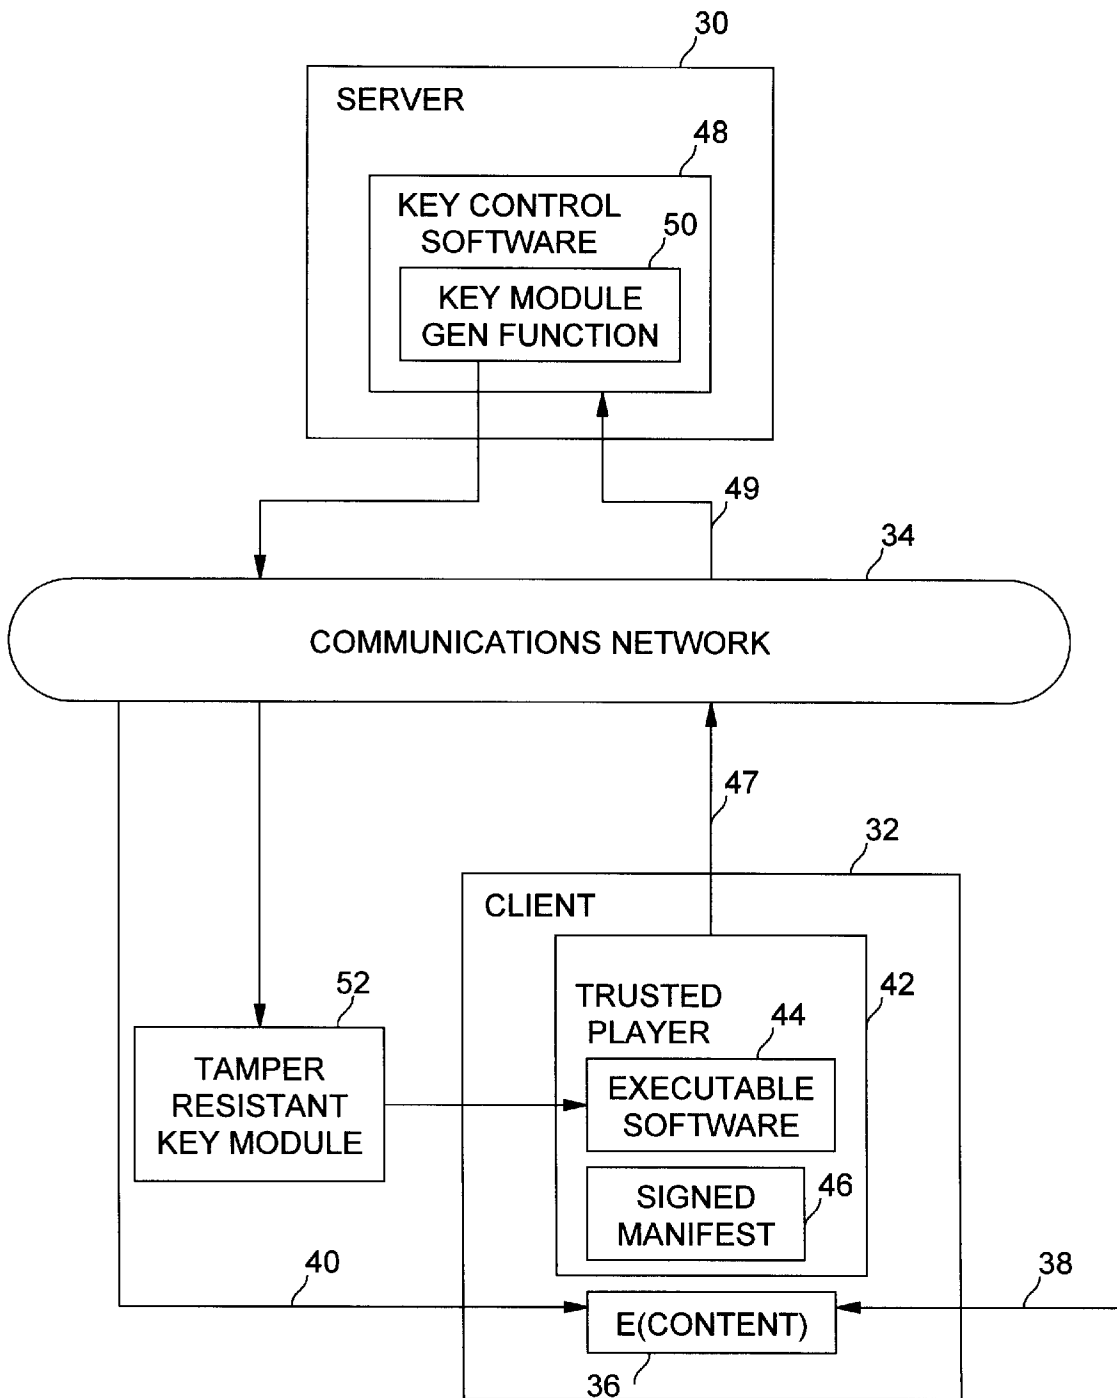 30
SERVER
48
KEY CONTROL
SOFTWARE
50
KEY MODULE
GEN FUNCTION
49
34
COMMUNICATIONS NETWORK
47
32
CLIENT
52
42
TRUSTED
PLAYER
44
TAMPER
RESISTANT
KEY MODULE
EXECUTABLE
SOFTWARE
46
SIGNED
MANIFEST
40
38
E(CONTENT)
36